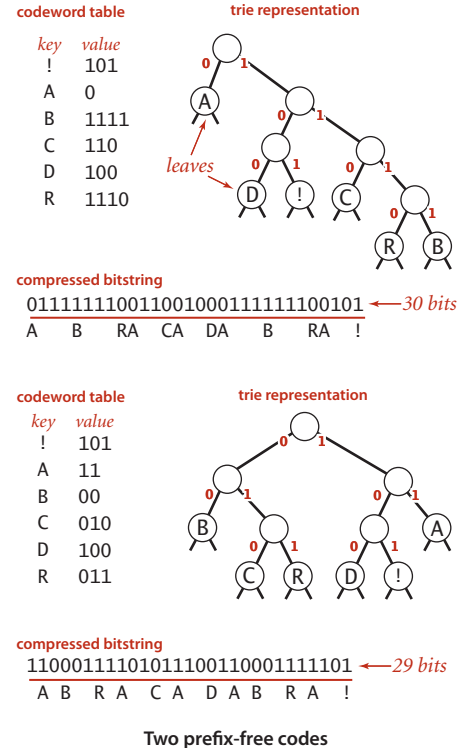 codeword table
trie representation
key value
! 101
A 0
B 1111
C 110
D 100
R 1110
0 1
A
0 1
leaves
0 1 0 1
D ! C
0 1
R B
compressed bitstring
011111110011001000111111100101 30 bits
A B RA CA DA B RA !
codeword table
trie representation
key value
! 101
A 11
B 00
C 010
D 100
R 011
0 1
0 1 0 1
B A
0 1 0 1
C R D !
compressed bitstring
11000111101011100110001111101 29 bits
A B R A C A D A B R A !
Two prefix-free codes